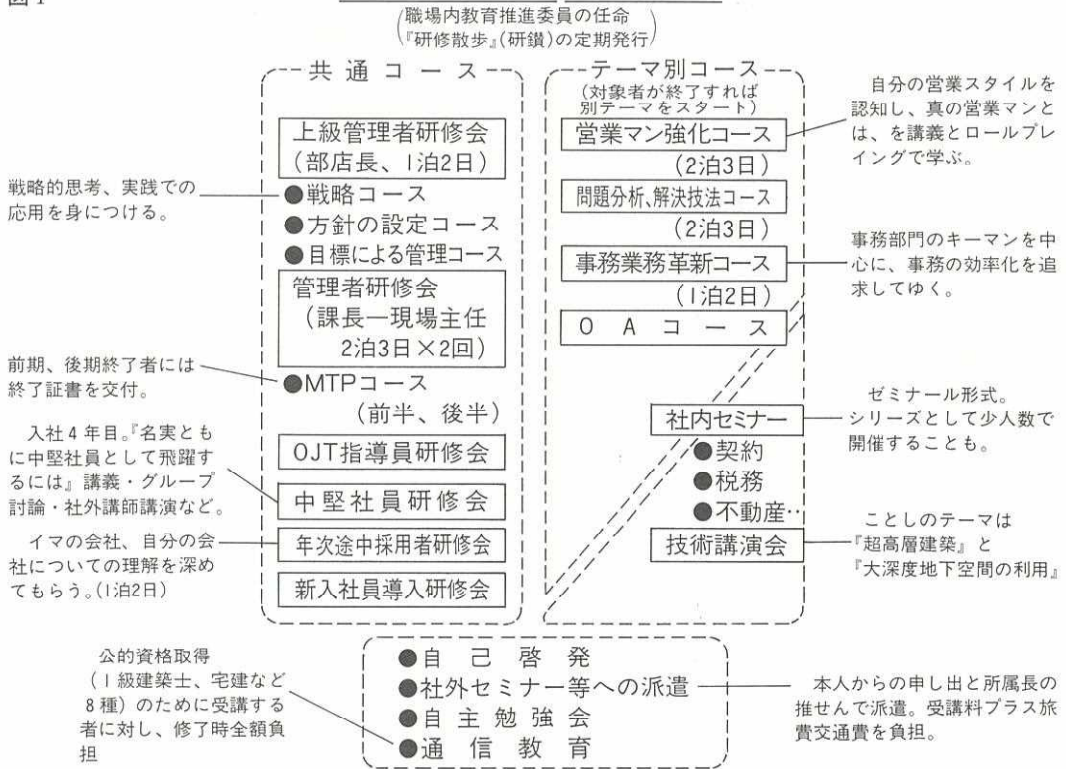 図1
(職場内教育推進委員の任命
『研修散歩』(研鑽)の定期発行)
共通コース
上級管理者研修会
(部店長、1泊2日)
●戦略コース
●方針の設定コース
●目標による管理コース
管理者研修会
(課長―現場主任
2泊3日×2回)
●MTPコース
(前半、後半)
OJT指導員研修会
中堅社員研修会
年次途中採用者研修会
新入社員導入研修会
戦略的思考、実践での
応用を身につける。
前期、後期終了者には
終了証書を交付。
入社4年目。『名実とも
に中堅社員として飛躍す
るには』講義・グループ
討論・社外講師講演など。
イマの会社、自分の会
社についての理解を深め
てもらう。(1泊2日)
テーマ別コース
(対象者が終了すれば
別テーマをスタート)
営業マン強化コース
(2泊3日)
問題分析、解決技法コース
(2泊3日)
事務業務革新コース
(1泊2日)
OAコース
社内セミナー
●契約
●税務
●不動産‥
技術講演会
自分の営業スタイルを
認知し、真の営業マンと
は、を講義とロールプレ
イングで学ぶ。
事務部門のキーマンを中
心に、事務の効率化を追
求してゆく。
ゼミナール形式。
シリーズとして少人数で
開催することも。
ことしのテーマは
『超高層建築』と
『大深度地下空間の利用』
●自己啓発
●社外セミナー等への派遣
●自主勉強会
●通信教育
公的資格取得
(1級建築士、宅建など
8種)のために受講する
者に対し、修了時全額負
担
本人からの申し出と所属長の
推せんで派遣。受講料プラス旅
費交通費を負担。